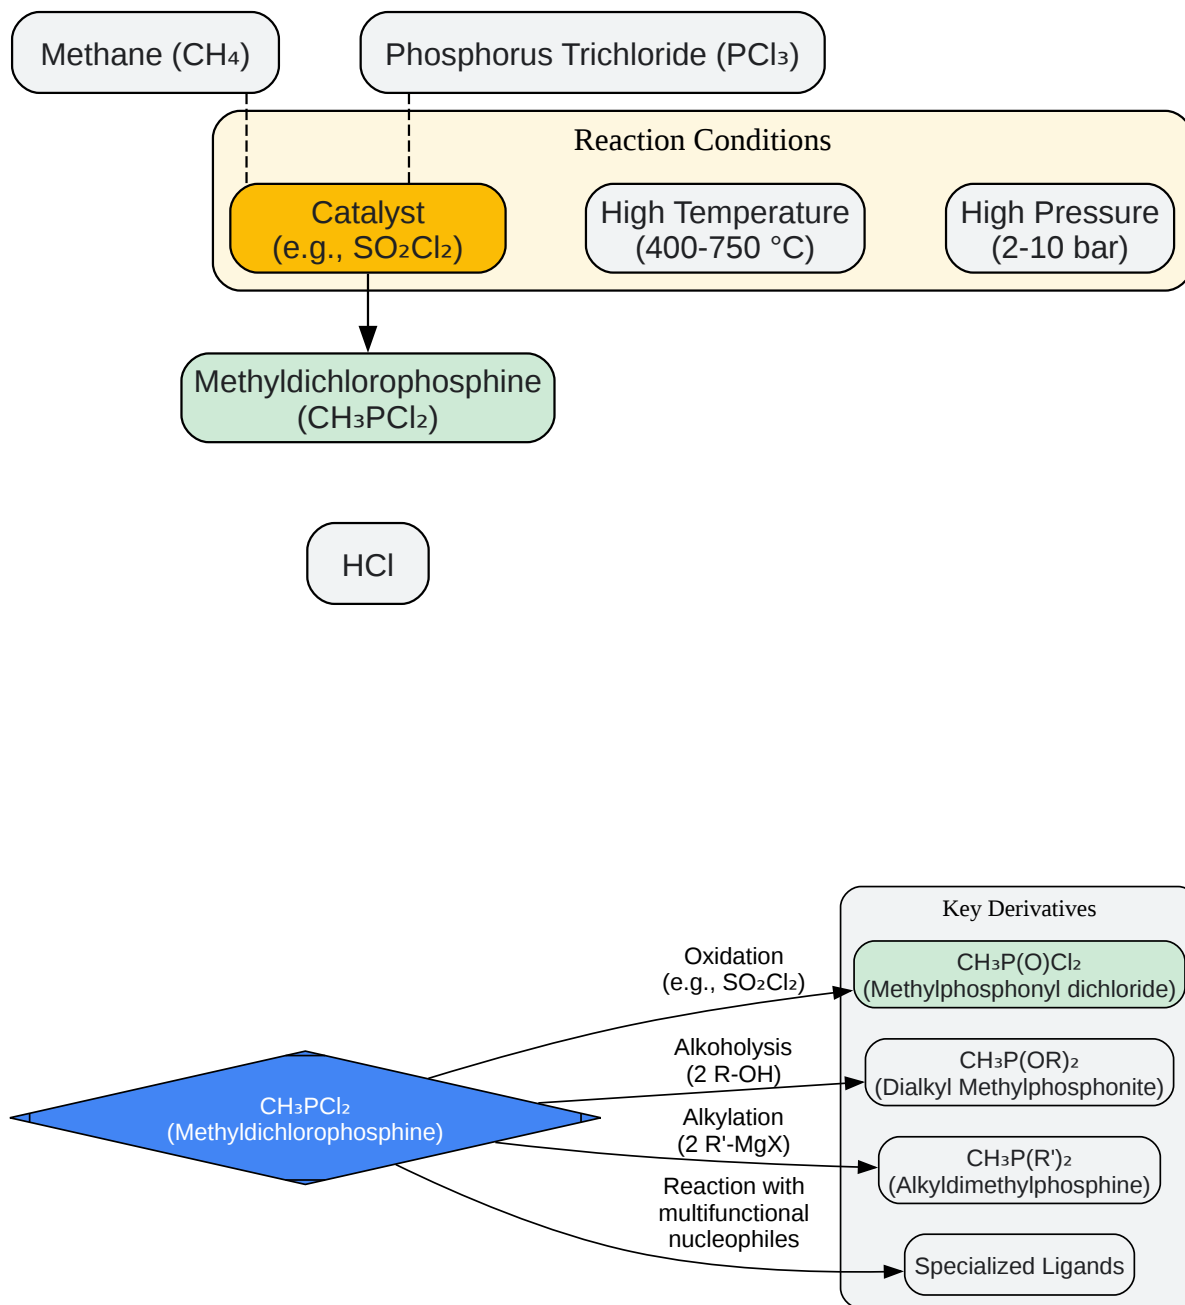 Methane (CH₄)
Phosphorus Trichloride (PCl₃)
Reaction Conditions
Catalyst
(e.g., SO₂Cl₂)
High Temperature
(400-750 °C)
High Pressure
(2-10 bar)
Methyldichlorophosphine
(CH₃PCl₂)
HCl
Key Derivatives
Oxidation
(e.g., SO₂Cl₂)
CH₃P(O)Cl₂
(Methylphosphonyl dichloride)
Alkoholysis
(2 R-OH)
CH₃P(OR)₂
(Dialkyl Methylphosphonite)
CH₃PCl₂
(Methyldichlorophosphine)
Alkylation
(2 R'-MgX)
CH₃P(R')₂
(Alkyldimethylphosphine)
Reaction with
multifunctional
nucleophiles
Specialized Ligands